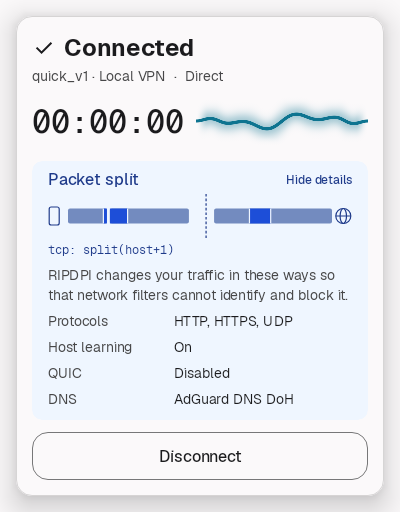 Connected
quick_v1 · Local VPN · Direct
00:00:00
Packet split Hide details
tcp: split(host+1)
RIPDPI changes your traffic in these ways so
that network filters cannot identify and block it.
Protocols HTTP, HTTPS, UDP
Host learning On
QUIC Disabled
DNS AdGuard DNS DoH
Disconnect